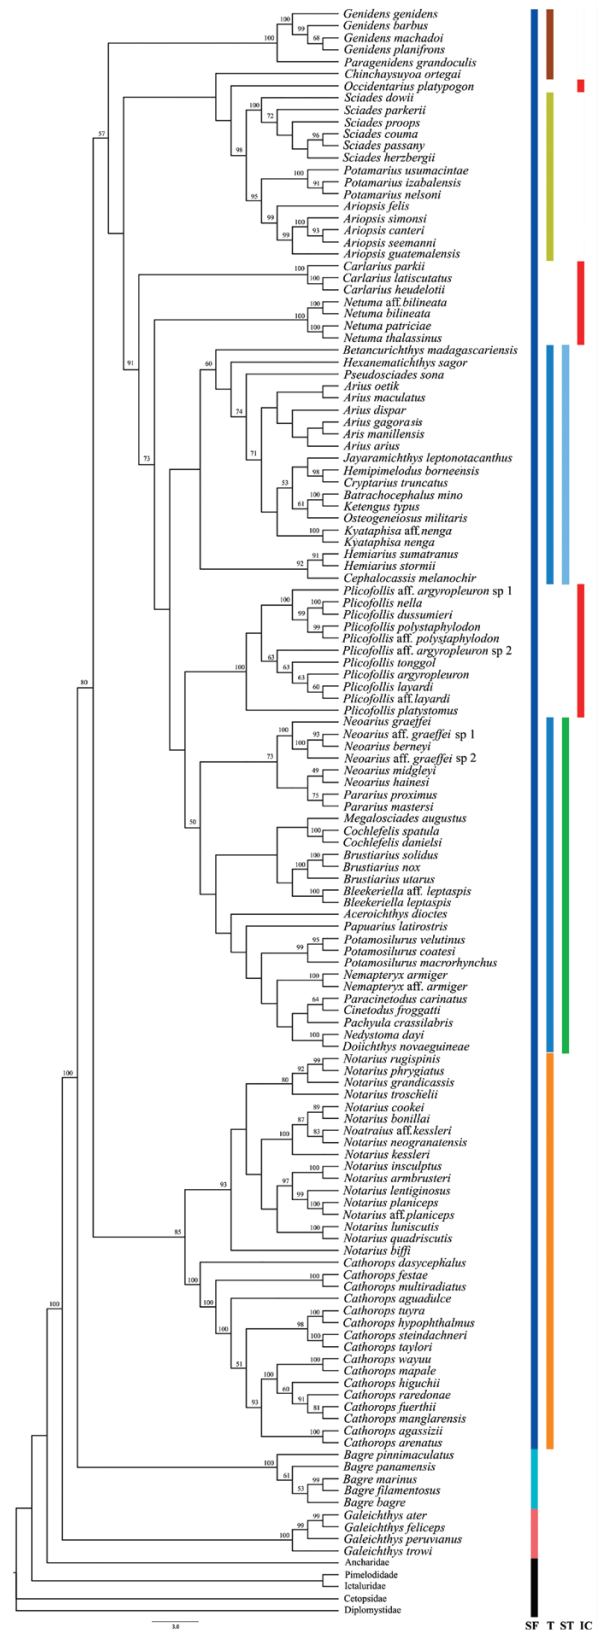 Genidens genidens
Genidens barbus
Genidens machadoi
Genidens planifrons
Paragenidens grandoculis
Chinchaysuyoa ortegai
Occidentarius platypogon
Sciades dowii
Sciades parkerii
Sciades proops
Sciades couma
Sciades passany
Sciades herzbergii
Potamarius usumacintae
Potamarius izabalensis
Potamarius nelsoni
Ariopsis felis
Ariopsis simonsi
Ariopsis canteri
Ariopsis seemanni
Ariopsis guatemalensis
Carlarius parkii
Carlarius latiscutatus
Carlarius heudelotii
Netuma aff.bilineata
Netuma bilineata
Netuma patriciae
Netuma thalassinus
Betancurichthys madagascariensis
Hexanematichthys sagor
Pseudosciades sona
Arius oetik
Arius maculatus
Arius dispar
Arius gagorasis
Aris manillensis
Arius arius
Jayaramichthys leptonotacanthus
Hemipimelodus borneensis
Cryptarius truncatus
Batrachocephalus mino
Ketengus typus
Osteogeneiosus militaris
Kyataphisa aff.nenga
Kyataphisa nenga
Hemiarius sumatranus
Hemiarius stormii
Cephalocassis melanochir
Plicofollis aff. argyropleuron sp 1
Plicofollis nella
Plicofollis dussumieri
Plicofollis polystaphylodon
Plicofollis aff. polystaphylodon
Plicofollis aff. argyropleuron sp 2
Plicofollis tonggol
Plicofollis argyropleuron
Plicofollis layardi
Plicofollis aff.layardi
Plicofollis platystomus
Neoarius graeffei
Neoarius aff. graeffei sp 1
Neoarius berneyi
Neoarius aff. graeffei sp 2
Neoarius midgleyi
Neoarius hainesi
Pararius proximus
Pararius mastersi
Megalosciades augustus
Cochlefelis spatula
Cochlefelis danielsi
Brustiarius solidus
Brustiarius nox
Brustiarius utarus
Bleekeriella aff. leptaspis
Bleekeriella leptaspis
Aceroichthys dioctes
Papuarius latirostris
Potamosilurus velutinus
Potamosilurus coatesi
Potamosilurus macrorhynchus
Nemapteryx armiger
Nemapteryx aff. armiger
Paracinetodus carinatus
Cinetodus froggatti
Pachyula crassilabris
Nedystoma dayi
Doiichthys novaeguineae
Notarius rugispinis
Notarius phrygiatus
Notarius grandicassis
Notarius troschelii
Notarius cookei
Notarius bonillai
Noatraius aff.kessleri
Notarius neogranatensis
Notarius kessleri
Notarius insculptus
Notarius armbrusteri
Notarius lentiginosus
Notarius planiceps
Notarius aff.planiceps
Notarius luniscutis
Notarius quadriscutis
Notarius biffi
Cathorops dasycephalus
Cathorops festae
Cathorops multiradiatus
Cathorops aguadulce
Cathorops tuyra
Cathorops hypophthalmus
Cathorops steindachneri
Cathorops taylori
Cathorops wayuu
Cathorops mapale
Cathorops higuchii
Cathorops raredonae
Cathorops fuerthii
Cathorops manglarensis
Cathorops agassizii
Cathorops arenatus
Bagre pinnimaculatus
Bagre panamensis
Bagre marinus
Bagre filamentosus
Bagre bagre
Galeichthys ater
Galeichthys feliceps
Galeichthys peruvianus
Galeichthys trowi
Ancharidae
Pimelodidade
Ictaluridae
Cetopsidae
Diplomystidae
3.0
SF T ST IC